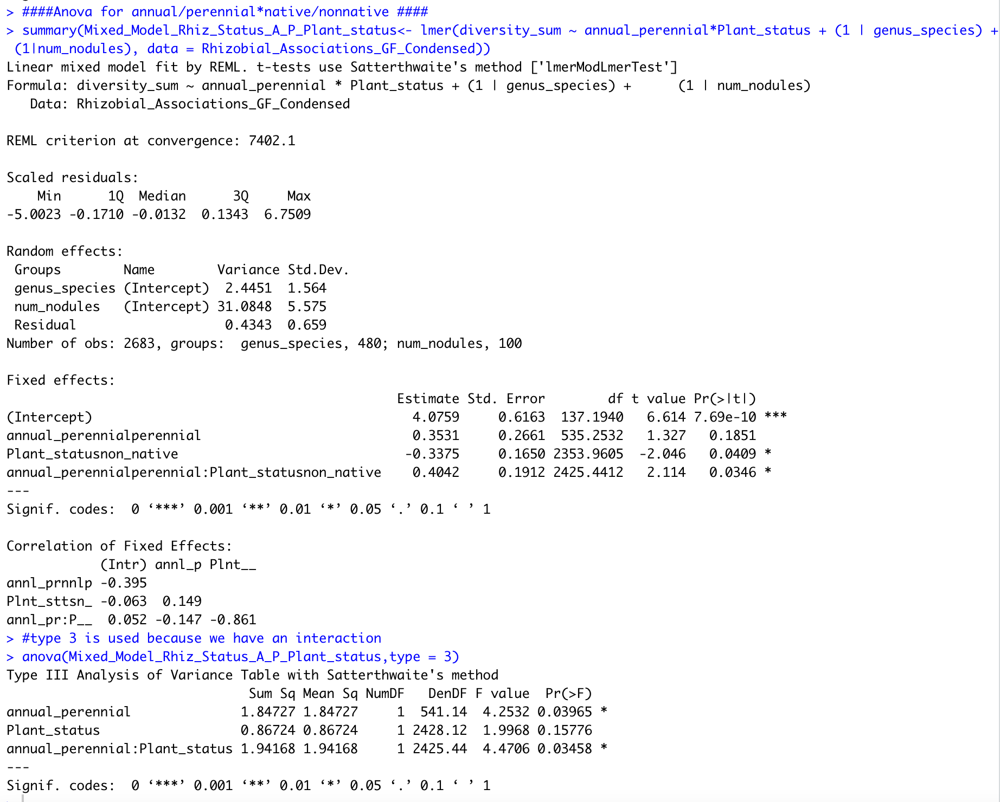 > ####Anova for annual/perennial*native/nonnative ####
> summary(Mixed_Model_Rhiz_Status_A_P_Plant_status<- lmer(diversity_sum ~ annual_perennial*Plant_status + (1 | genus_species) +
 (1|num_nodules), data = Rhizobial_Associations_GF_Condensed))
Linear mixed model fit by REML. t-tests use Satterthwaite's method ['lmerModLmerTest']
Formula: diversity_sum ~ annual_perennial * Plant_status + (1 | genus_species) +      (1 | num_nodules)
   Data: Rhizobial_Associations_GF_Condensed

REML criterion at convergence: 7402.1

Scaled residuals:
    Min      1Q  Median      3Q     Max
-5.0023 -0.1710 -0.0132  0.1343  6.7509

Random effects:
 Groups        Name        Variance Std.Dev.
 genus_species (Intercept)  2.4451  1.564
 num_nodules   (Intercept) 31.0848  5.575
 Residual                   0.4343  0.659
Number of obs: 2683, groups:  genus_species, 480; num_nodules, 100

Fixed effects:
                                                  Estimate Std. Error        df t value Pr(>|t|)
(Intercept)                                         4.0759     0.6163  137.1940   6.614 7.69e-10 ***
annual_perennialperennial                           0.3531     0.2661  535.2532   1.327   0.1851
Plant_statusnon_native                             -0.3375     0.1650 2353.9605  -2.046   0.0409 *
annual_perennialperennial:Plant_statusnon_native    0.4042     0.1912 2425.4412   2.114   0.0346 *
---
Signif. codes:  0 ‘***’ 0.001 ‘**’ 0.01 ‘*’ 0.05 ‘.’ 0.1 ‘ ’ 1

Correlation of Fixed Effects:
            (Intr) annl_p Plnt__
annl_prnnlp -0.395
Plnt_sttsn_ -0.063  0.149
annl_pr:P__  0.052 -0.147 -0.861
> #type 3 is used because we have an interaction
> anova(Mixed_Model_Rhiz_Status_A_P_Plant_status,type = 3)
Type III Analysis of Variance Table with Satterthwaite's method
                               Sum Sq Mean Sq NumDF   DenDF F value  Pr(>F)
annual_perennial              1.84727 1.84727     1  541.14  4.2532 0.03965 *
Plant_status                  0.86724 0.86724     1 2428.12  1.9968 0.15776
annual_perennial:Plant_status 1.94168 1.94168     1 2425.44  4.4706 0.03458 *
---
Signif. codes:  0 ‘***’ 0.001 ‘**’ 0.01 ‘*’ 0.05 ‘.’ 0.1 ‘ ’ 1